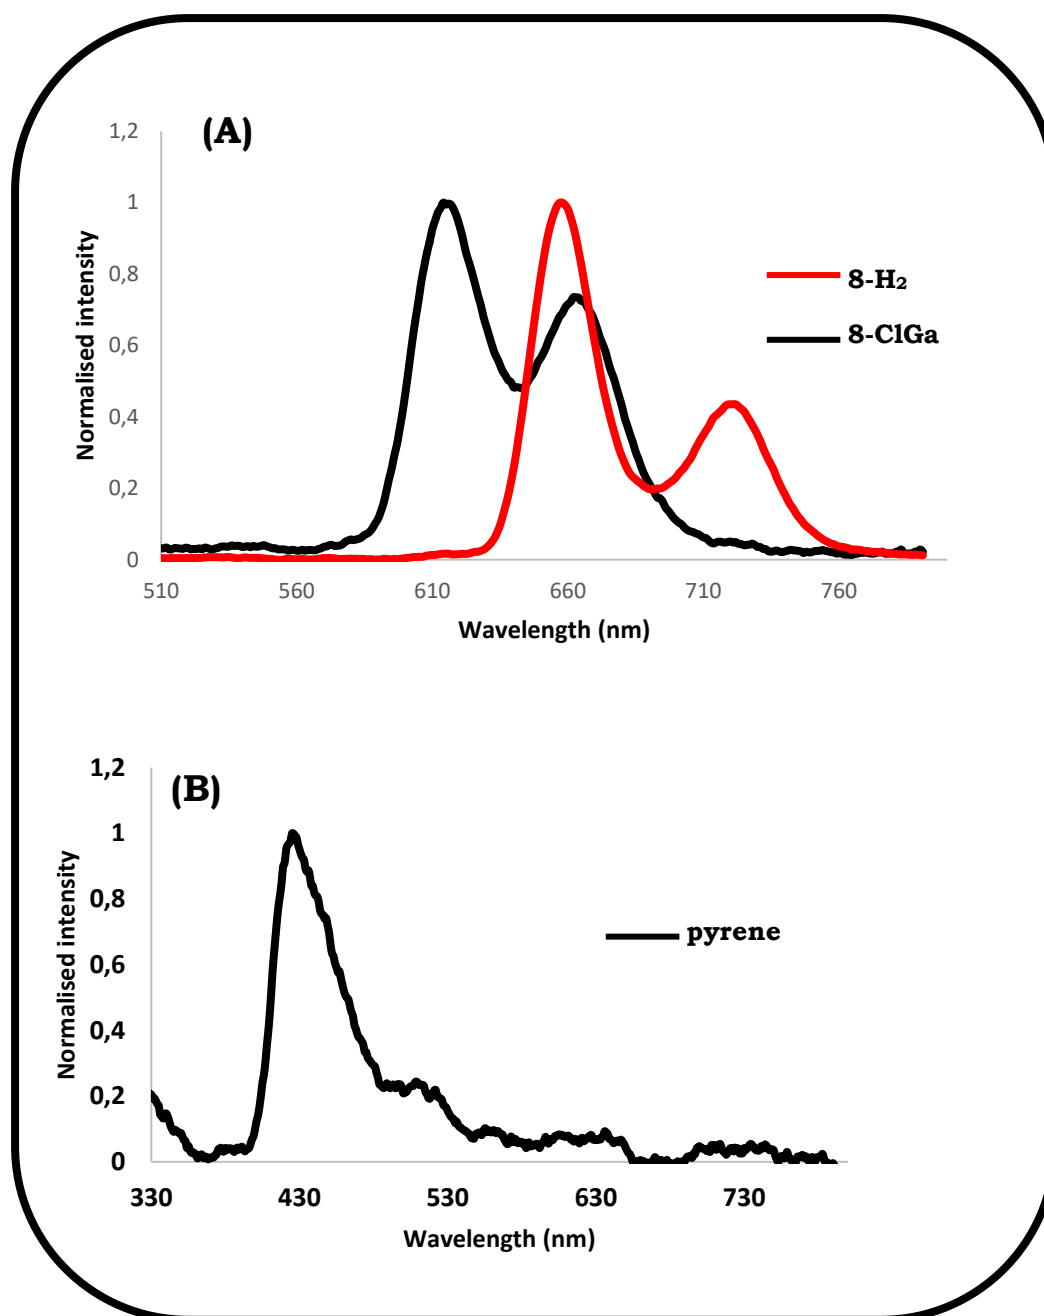 (A)
1,2
1
0,8
0,6
0,4
0,2
0
Normalised intensity
8-H₂
8-ClGa
510 560 610 660 710 760
Wavelength (nm)
(B)
1,2
1
0,8
0,6
0,4
0,2
0
Normalised intensity
pyrene
330 430 530 630 730
Wavelength (nm)